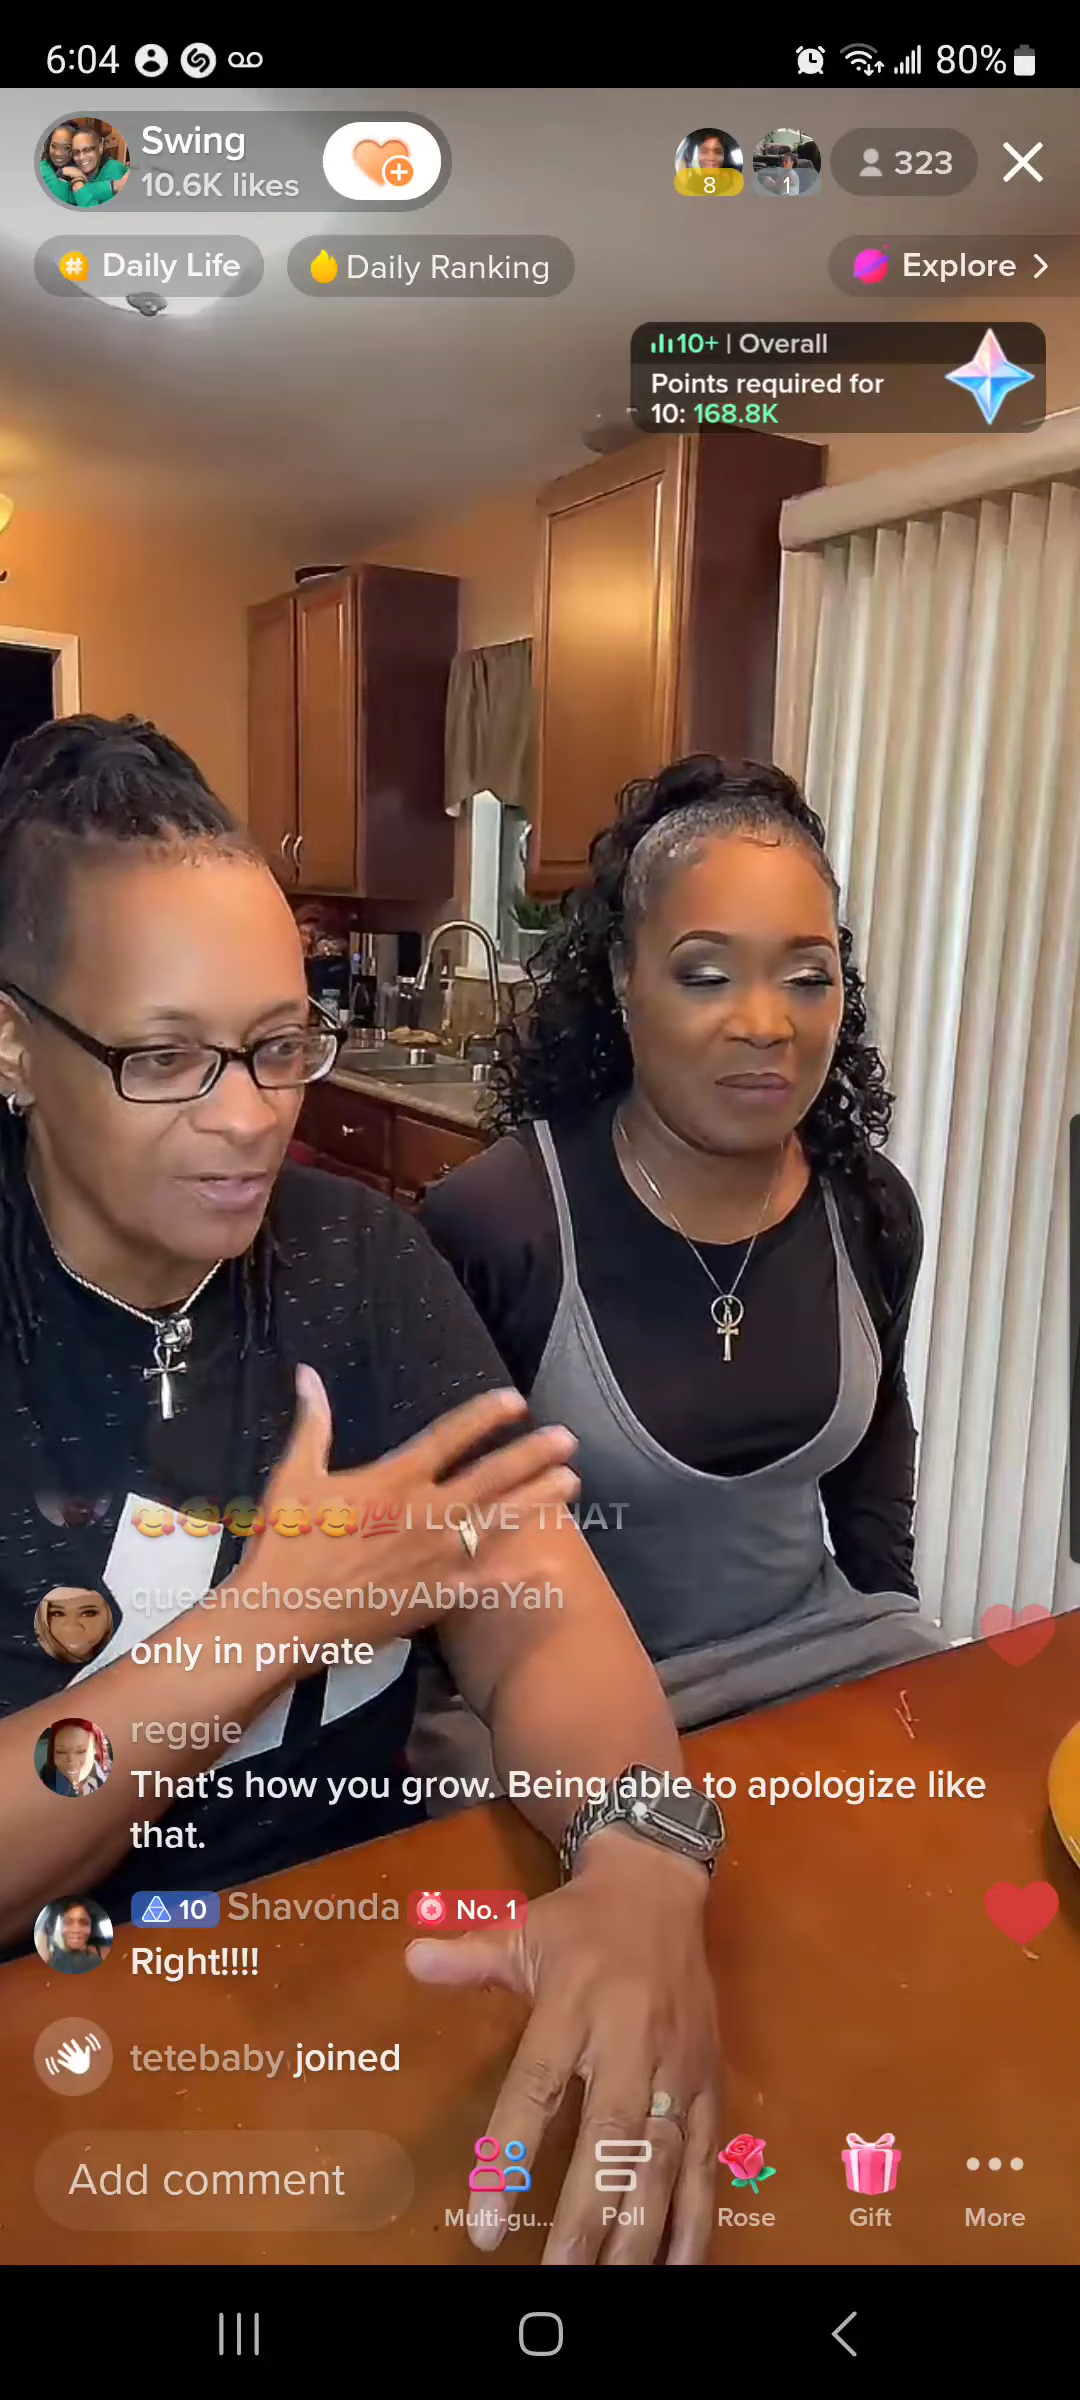 6:04
80%
Swing
10.6K likes
8
1
323
Daily Life
Daily Ranking
Explore
10+ | Overall
Points required for
10: 168.8K
🥰🥰🥰🥰🥰💯I LOVE THAT
queenchosenbyAbbaYah
only in private
reggie
That's how you grow. Being able to apologize like
that.
10 Shavonda No. 1
Right!!!!
tetebaby joined
Add comment
Multi-gu...
Poll
Rose
Gift
More